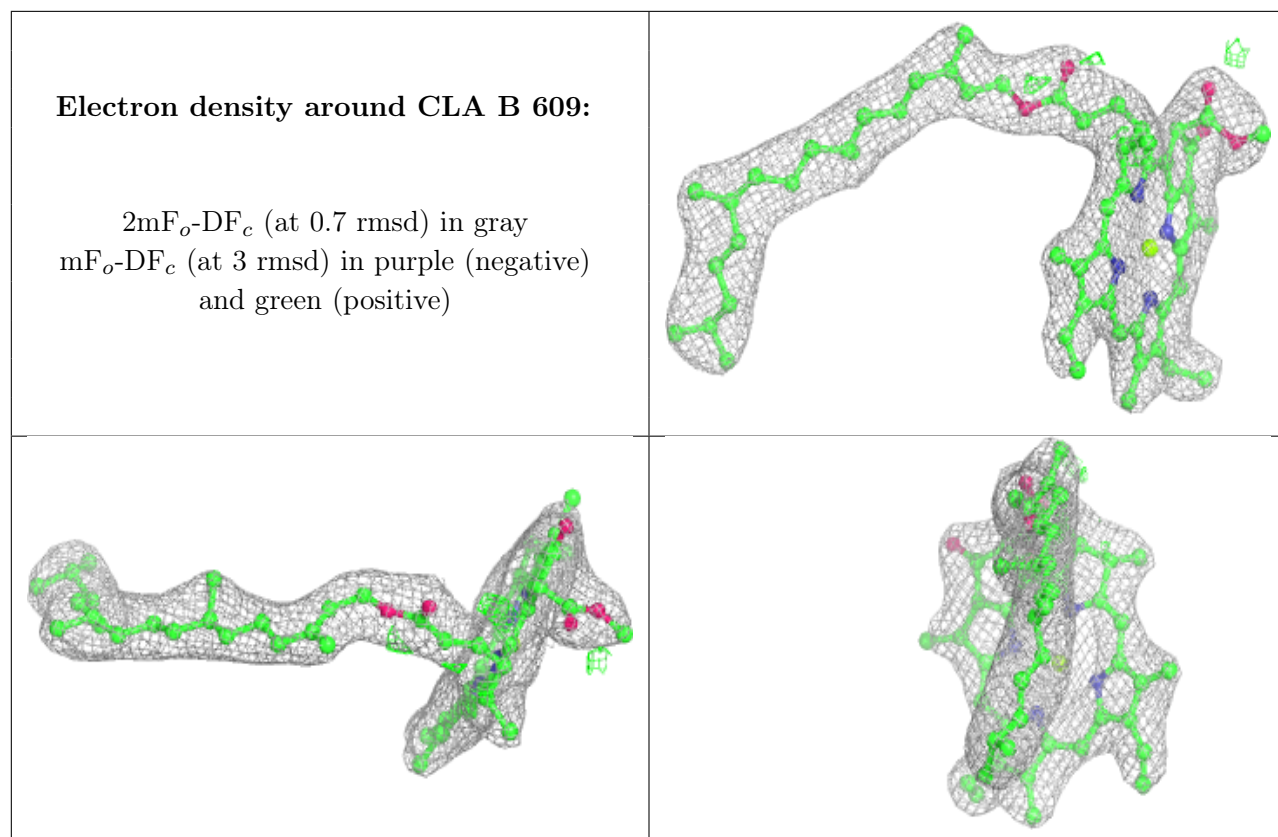 Electron density around CLA B 609:
2mFo-DFc (at 0.7 rmsd) in gray
mFo-DFc (at 3 rmsd) in purple (negative)
and green (positive)